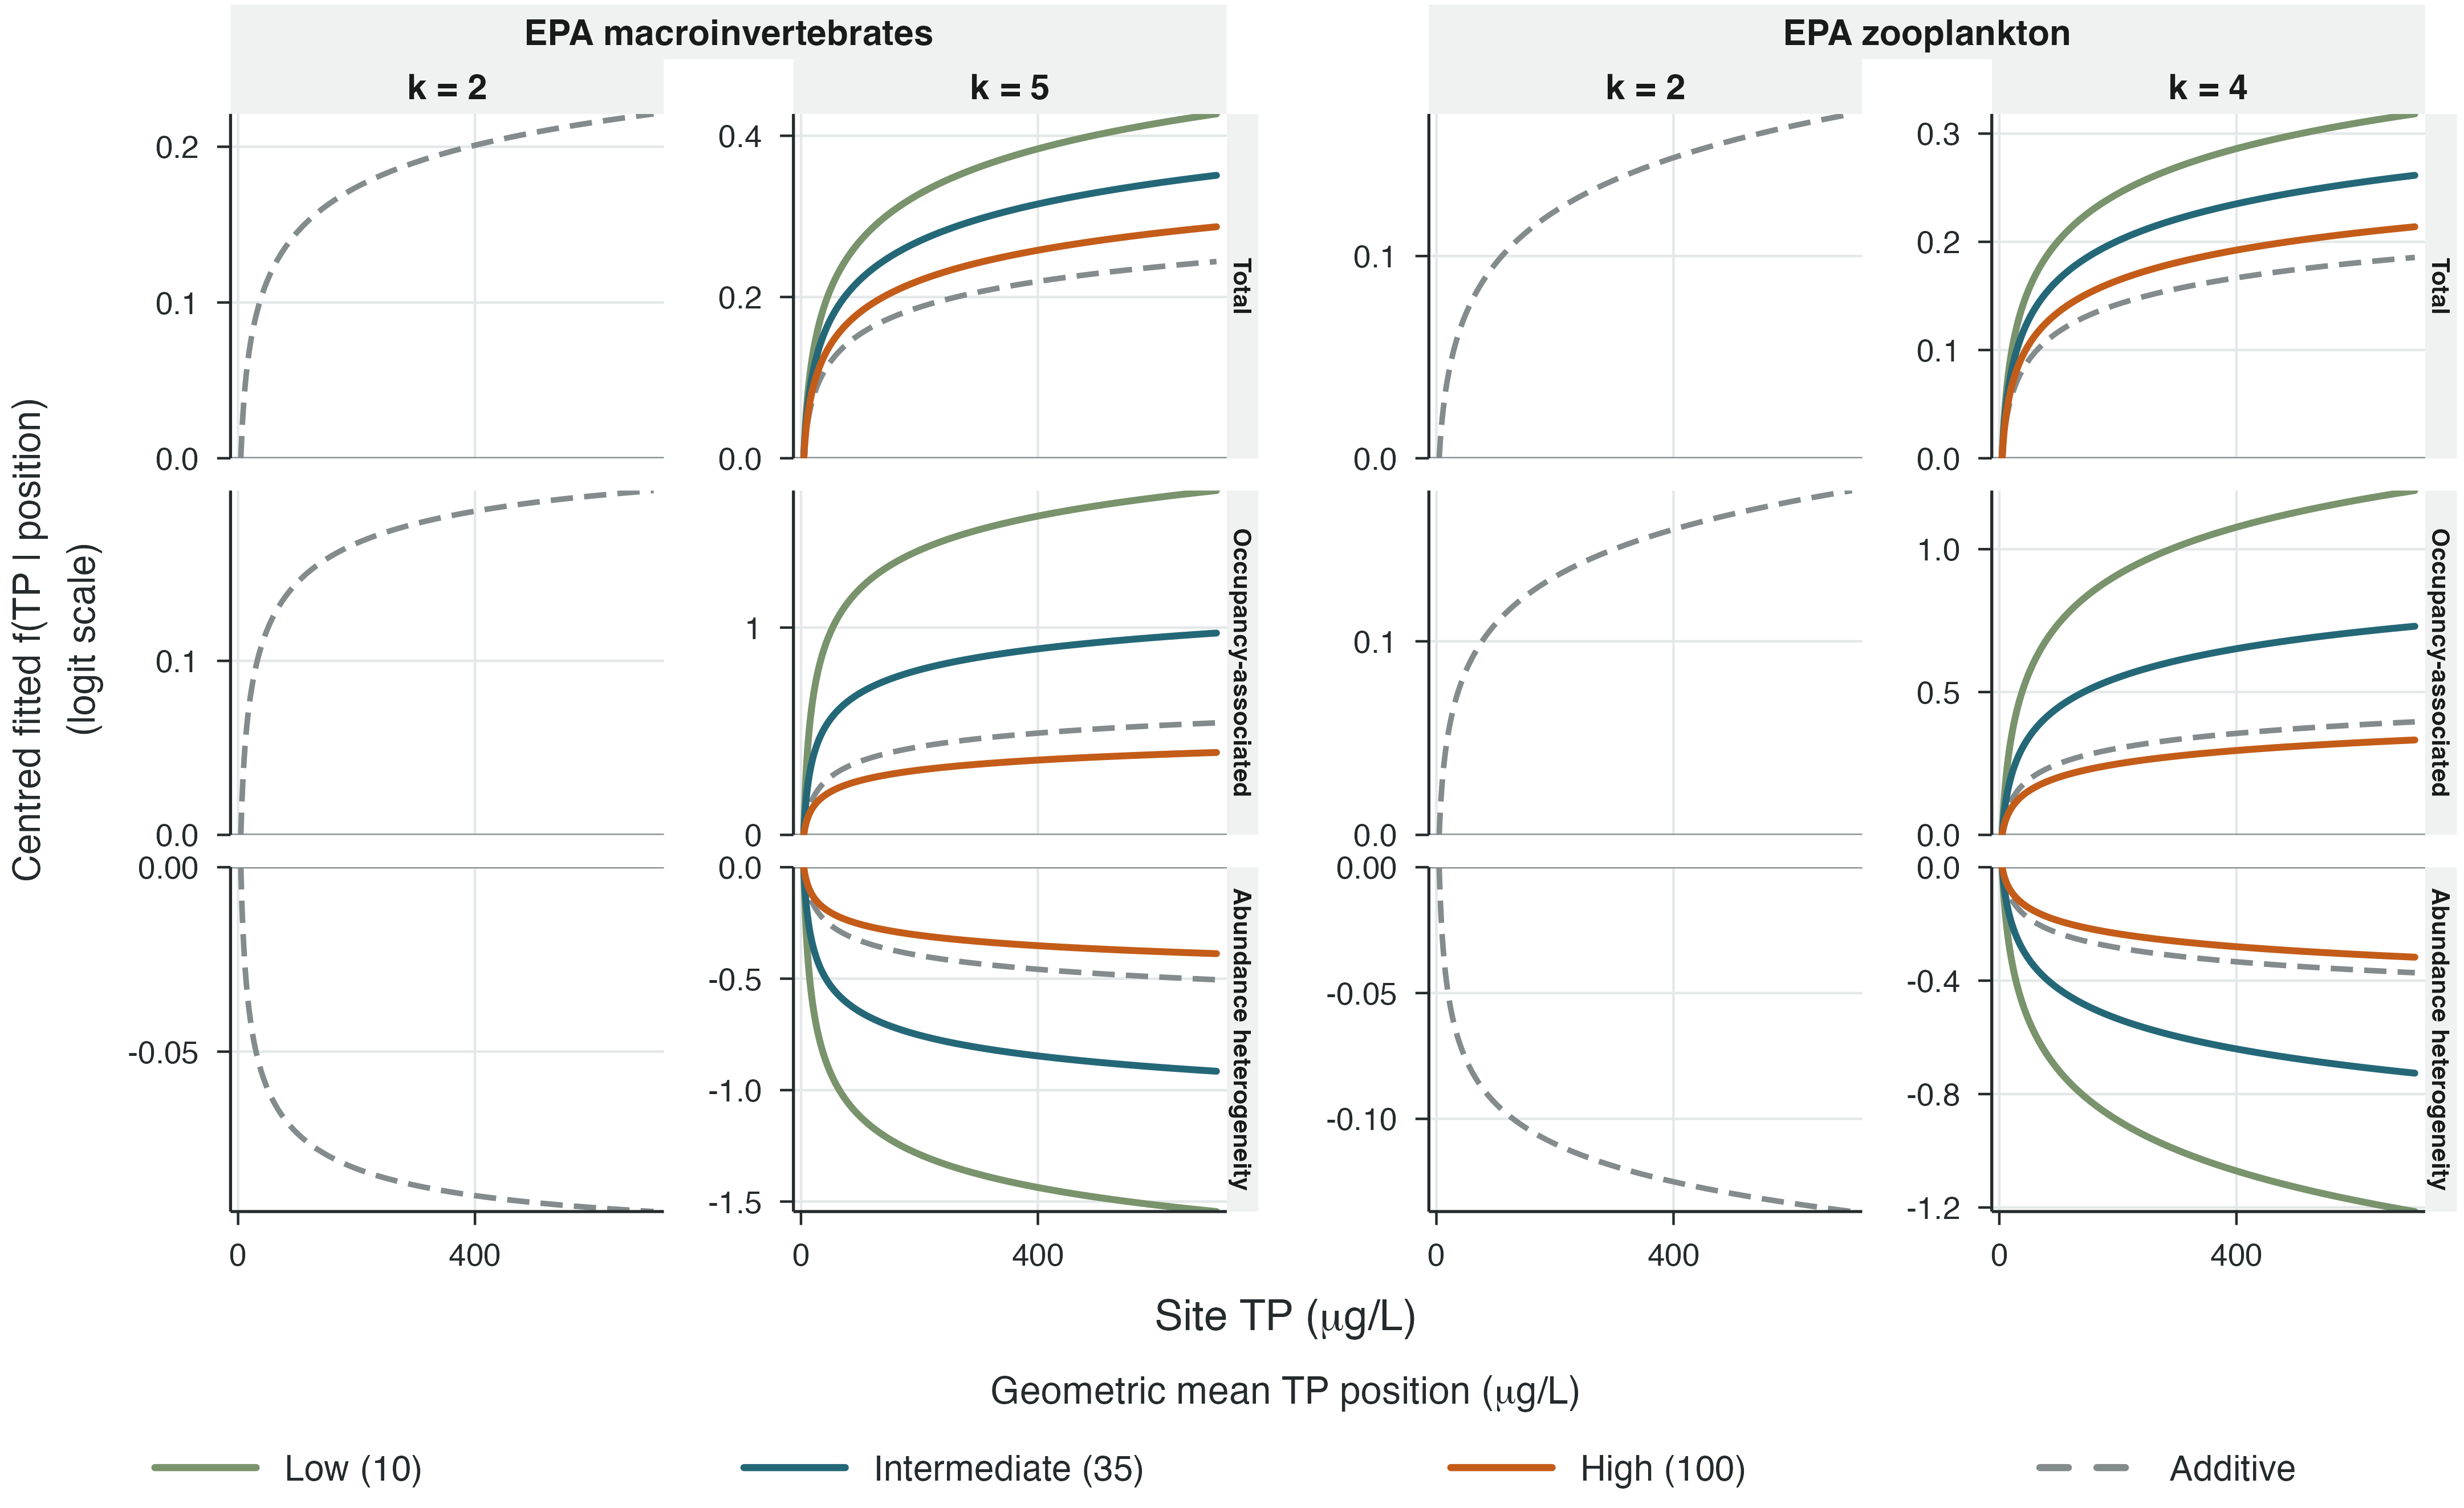 EPA macroinvertebrates
EPA zooplankton
k = 2
k = 5
k = 2
k = 4
Centred fitted f(TP | position)
(logit scale)
0.2
0.1
0.0
0.4
0.2
0.0
Total
0.1
0.0
0.3
0.2
0.1
0.0
Total
0.1
0.0
1
0
Occupancy-associated
0.1
0.0
1.0
0.5
0.0
Occupancy-associated
0.00
-0.05
0.0
-0.5
-1.0
-1.5
Abundance heterogeneity
0.00
-0.05
-0.10
0.0
-0.4
-0.8
-1.2
Abundance heterogeneity
0 400
0 400
0 400
0 400
Site TP (μg/L)
Geometric mean TP position (μg/L)
Low (10)
Intermediate (35)
High (100)
Additive